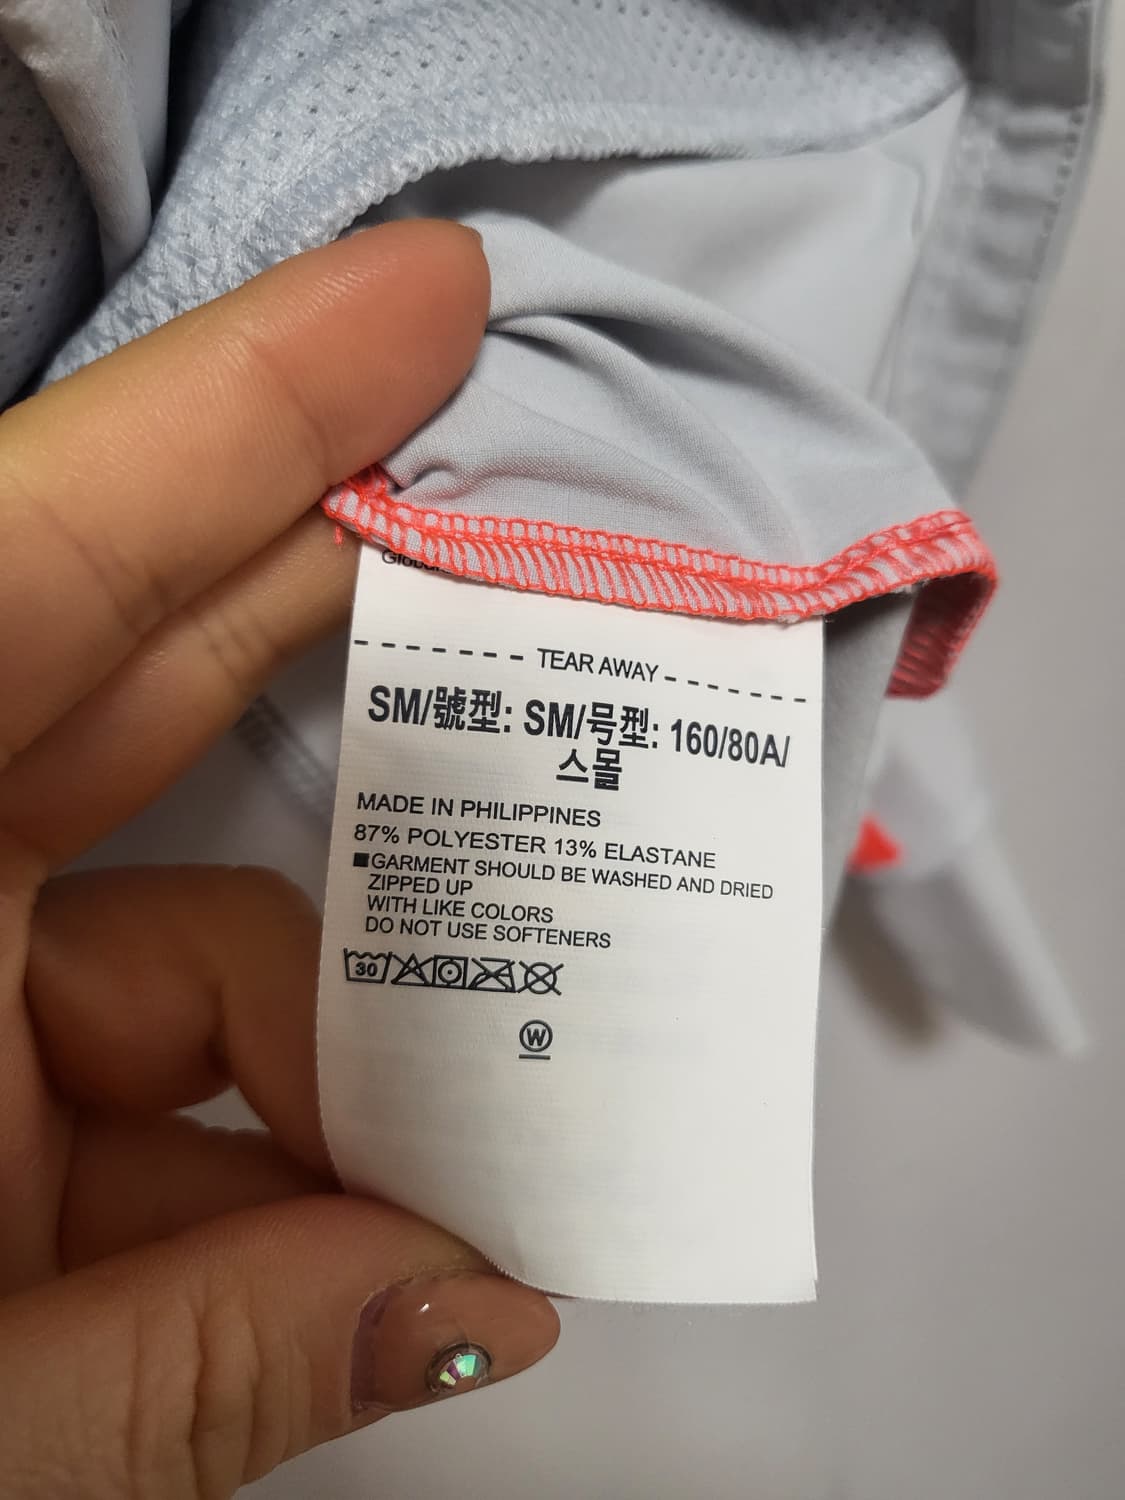 TEAR AWAY
SM/號型: SM/号型: 160/80A/
스몰
MADE IN PHILIPPINES
87% POLYESTER 13% ELASTANE
■GARMENT SHOULD BE WASHED AND DRIED
ZIPPED UP
WITH LIKE COLORS
DO NOT USE SOFTENERS
30
W